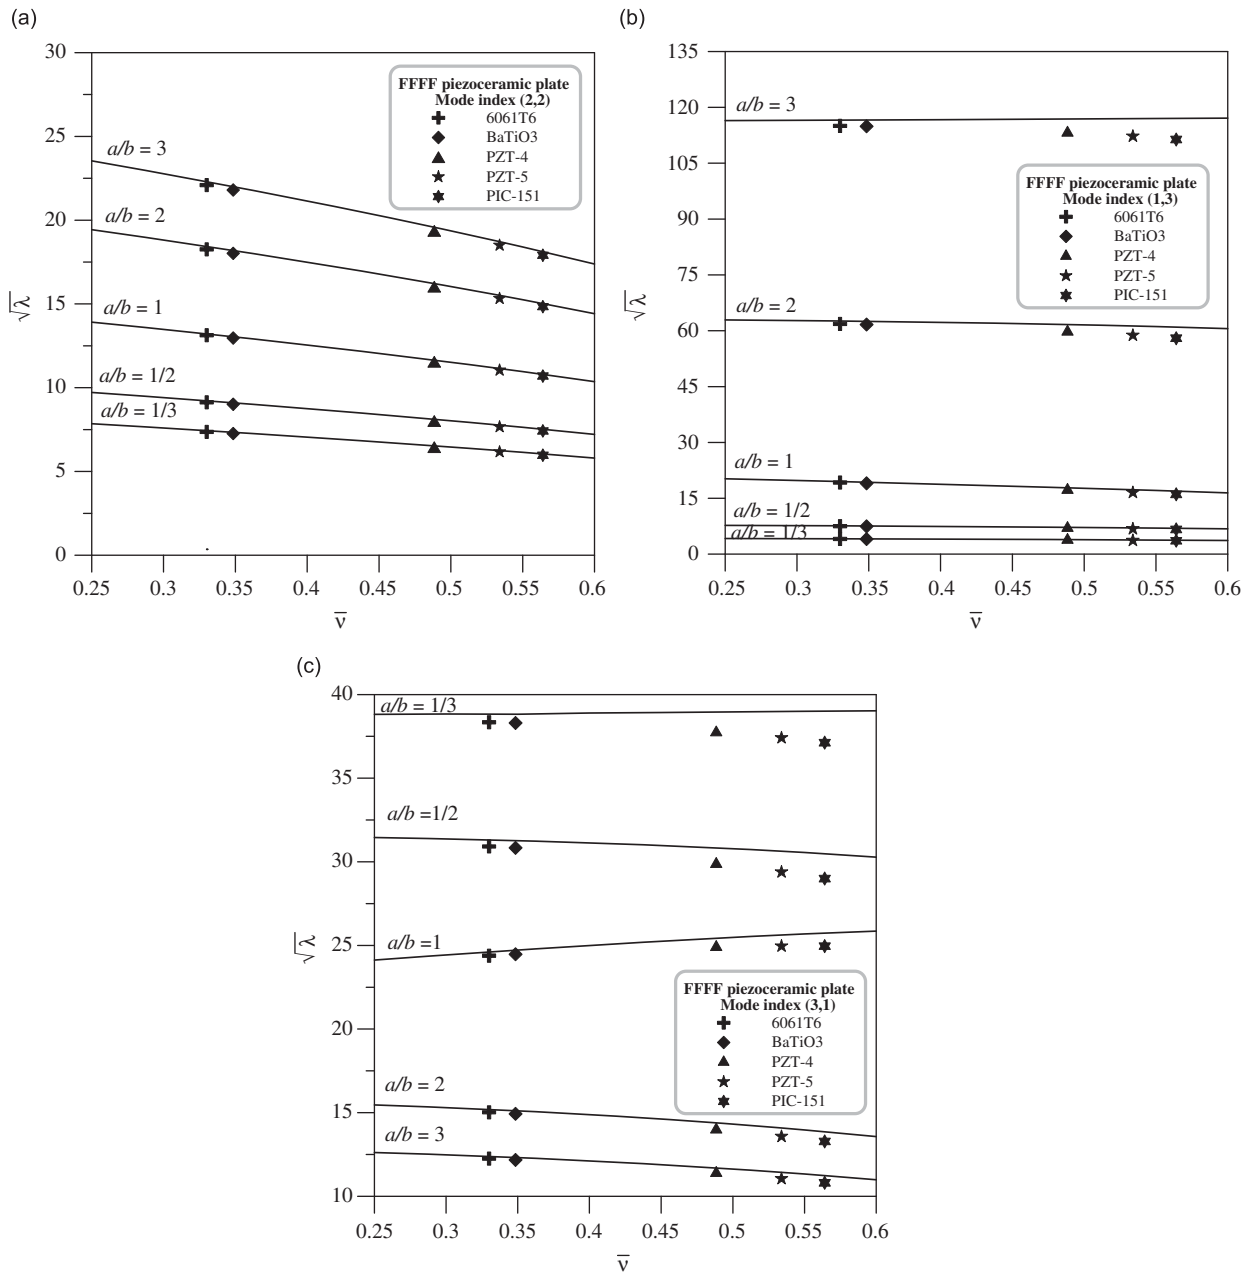 (a)
30
25
20
15
10
5
0
√λ
a/b = 3
a/b = 2
a/b = 1
a/b = 1/2
a/b = 1/3
FFFF piezoceramic plate
Mode index (2,2)
6061T6
BaTiO3
PZT-4
PZT-5
PIC-151
0.25 0.3 0.35 0.4 0.45 0.5 0.55 0.6
ν̅
(b)
135
120
105
90
75
60
45
30
15
0
√λ
a/b = 3
a/b = 2
a/b = 1
a/b = 1/2
a/b = 1/3
FFFF piezoceramic plate
Mode index (1,3)
6061T6
BaTiO3
PZT-4
PZT-5
PIC-151
0.25 0.3 0.35 0.4 0.45 0.5 0.55 0.6
ν̅
(c)
40
35
30
25
20
15
10
√λ
a/b = 1/3
a/b =1/2
a/b =1
a/b = 2
a/b = 3
FFFF piezoceramic plate
Mode index (3,1)
6061T6
BaTiO3
PZT-4
PZT-5
PIC-151
0.25 0.3 0.35 0.4 0.45 0.5 0.55 0.6
ν̅